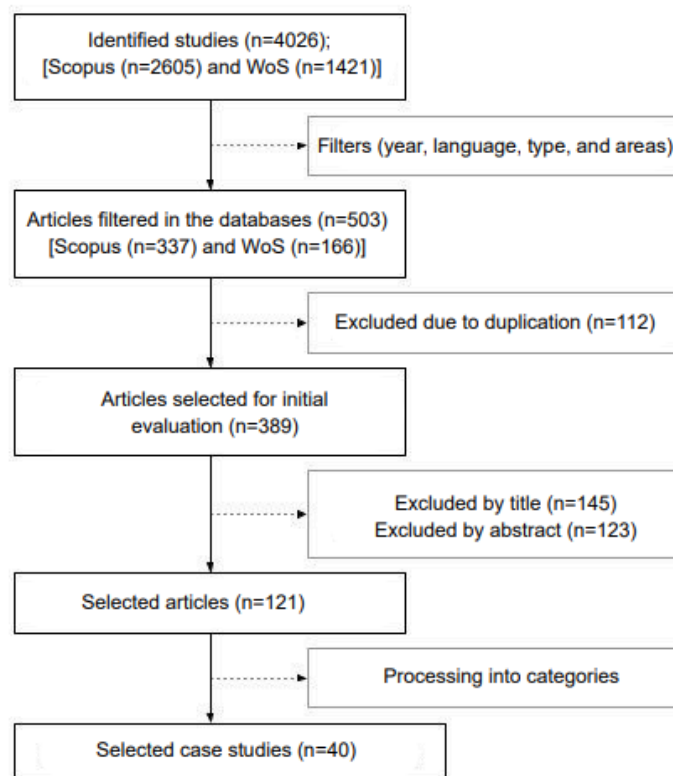 Identified studies (n=4026);
[Scopus (n=2605) and WoS (n=1421)]
Filters (year, language, type, and areas)
Articles filtered in the databases (n=503)
[Scopus (n=337) and WoS (n=166)]
Excluded due to duplication (n=112)
Articles selected for initial
evaluation (n=389)
Excluded by title (n=145)
Excluded by abstract (n=123)
Selected articles (n=121)
Processing into categories
Selected case studies (n=40)